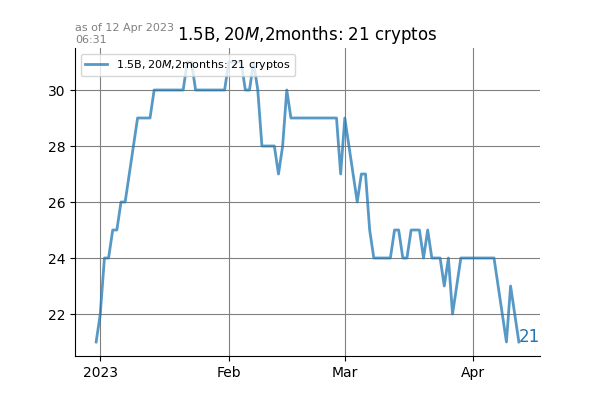 as of 12 Apr 2023
06:31
1.5B, 20M,2months: 21 cryptos
1.5B, 20M,2months: 21 cryptos
30
28
26
24
22
21
2023
Feb
Mar
Apr